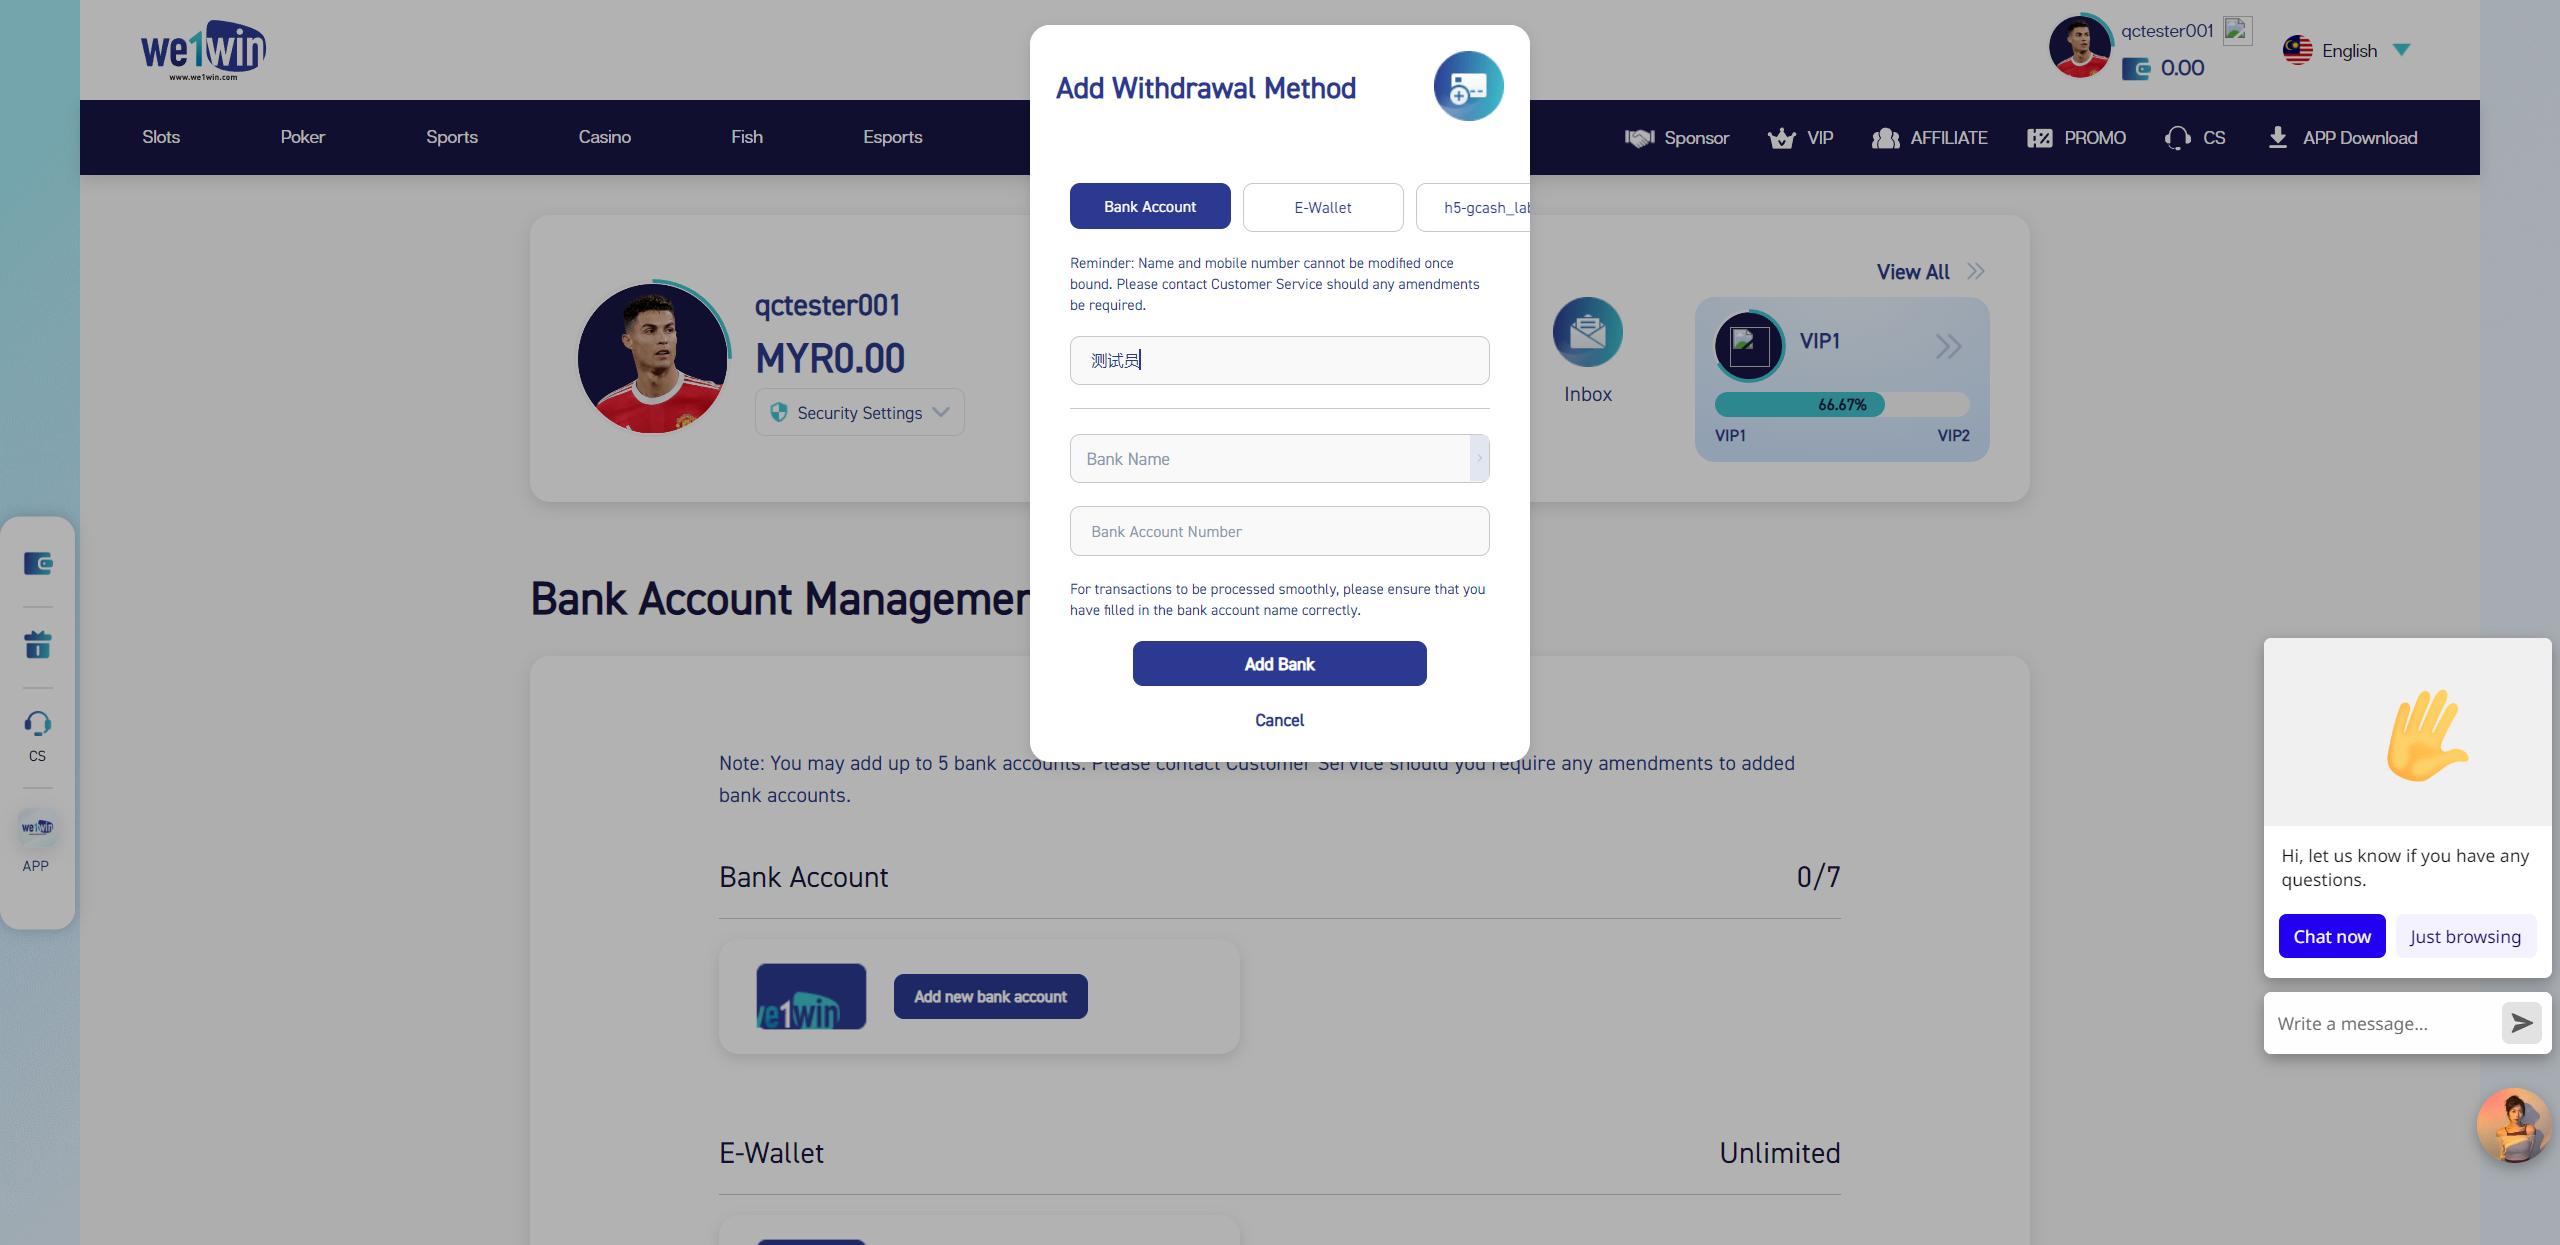 we1win
www.we1win.com
qctester001
0.00
English
Slots
Poker
Sports
Casino
Fish
Esports
Sponsor
VIP
AFFILIATE
PROMO
CS
APP Download
Add Withdrawal Method
Bank Account
E-Wallet
h5-gcash_lab
Reminder: Name and mobile number cannot be modified once
bound. Please contact Customer Service should any amendments
be required.
测试员
Bank Name
Bank Account Number
For transactions to be processed smoothly, please ensure that you
have filled in the bank account name correctly.
Add Bank
Cancel
qctester001
MYR0.00
Security Settings
Inbox
View All
VIP1
66.67%
VIP1
VIP2
CS
we1win
APP
Bank Account Managemen
Note: You may add up to 5 bank accounts. Please contact Customer Service should you require any amendments to added
bank accounts.
Bank Account
0/7
we1win
Add new bank account
E-Wallet
Unlimited
Hi, let us know if you have any
questions.
Chat now
Just browsing
Write a message...